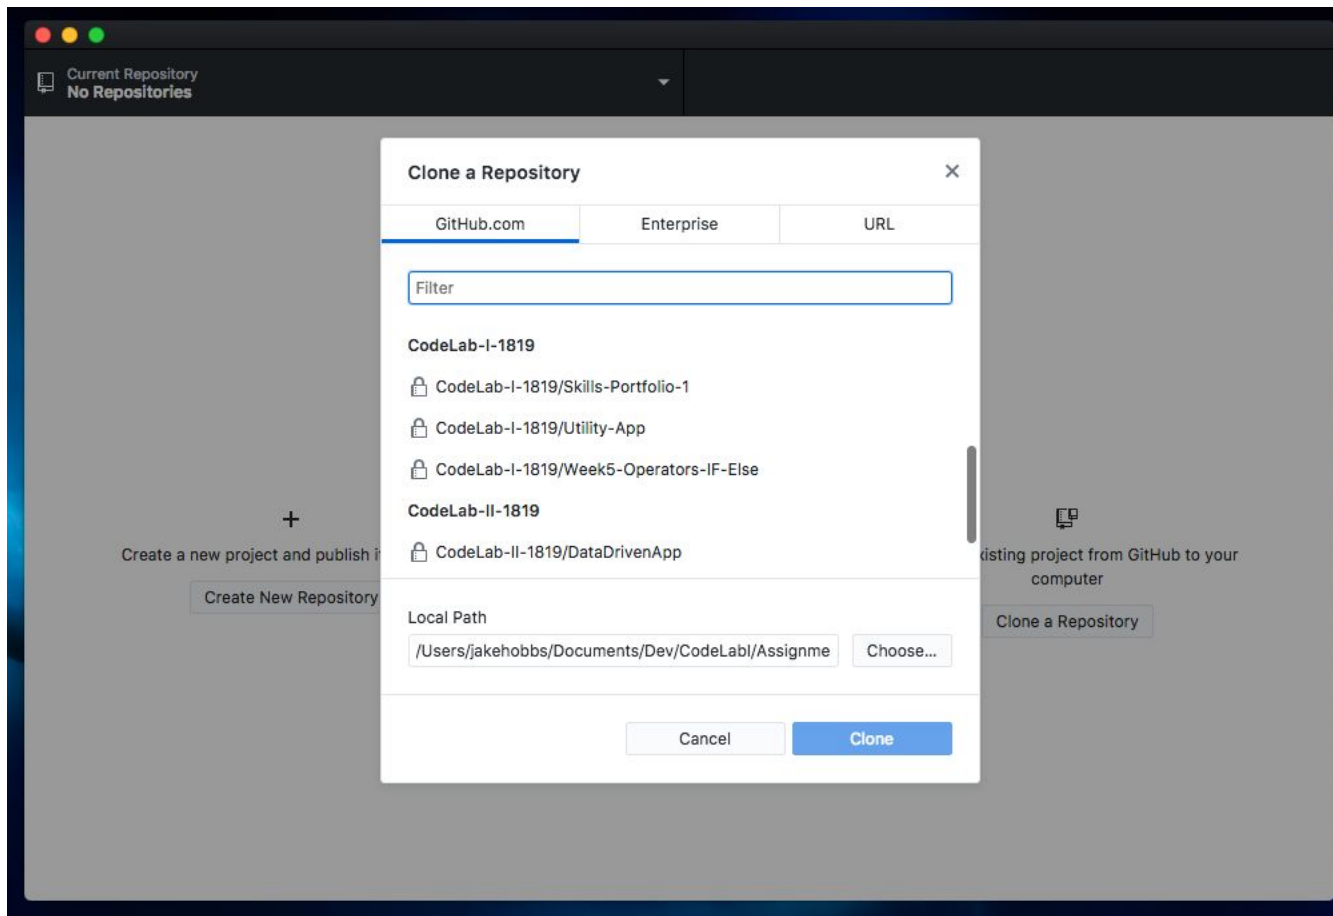 Current Repository
No Repositories
Clone a Repository
GitHub.com
Enterprise
URL
Filter
CodeLab-I-1819
CodeLab-I-1819/Skills-Portfolio-1
CodeLab-I-1819/Utility-App
CodeLab-I-1819/Week5-Operators-IF-Else
CodeLab-II-1819
CodeLab-II-1819/DataDrivenApp
Create a new project and publish i
Create New Repository
existing project from GitHub to your
computer
Clone a Repository
Local Path
/Users/jakehobbs/Documents/Dev/CodeLabI/Assignme
Choose...
Cancel
Clone